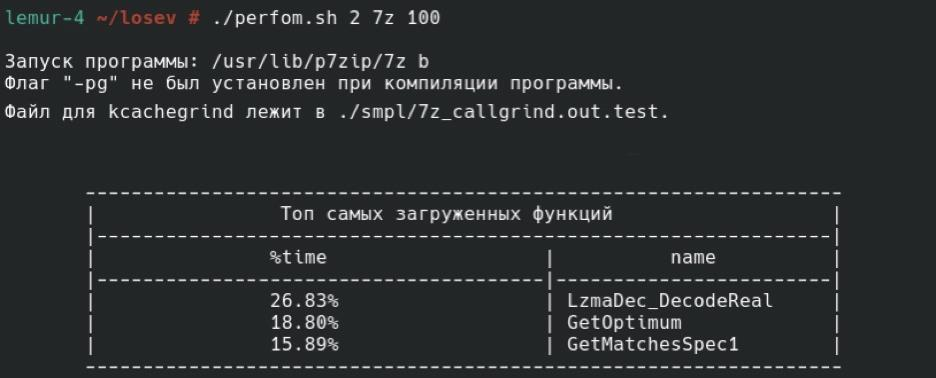 lemur-4 ~/losev # ./perfom.sh 2 7z 100
Запуск программы: /usr/lib/p7zip/7z b
Флаг "-pg" не был установлен при компиляции программы.
Файл для kcachegrind лежит в ./smpl/7z_callgrind.out.test.
Топ самых загруженных функций
%time | name
26.83% | LzmaDec_DecodeReal
18.80% | GetOptimum
15.89% | GetMatchesSpec1